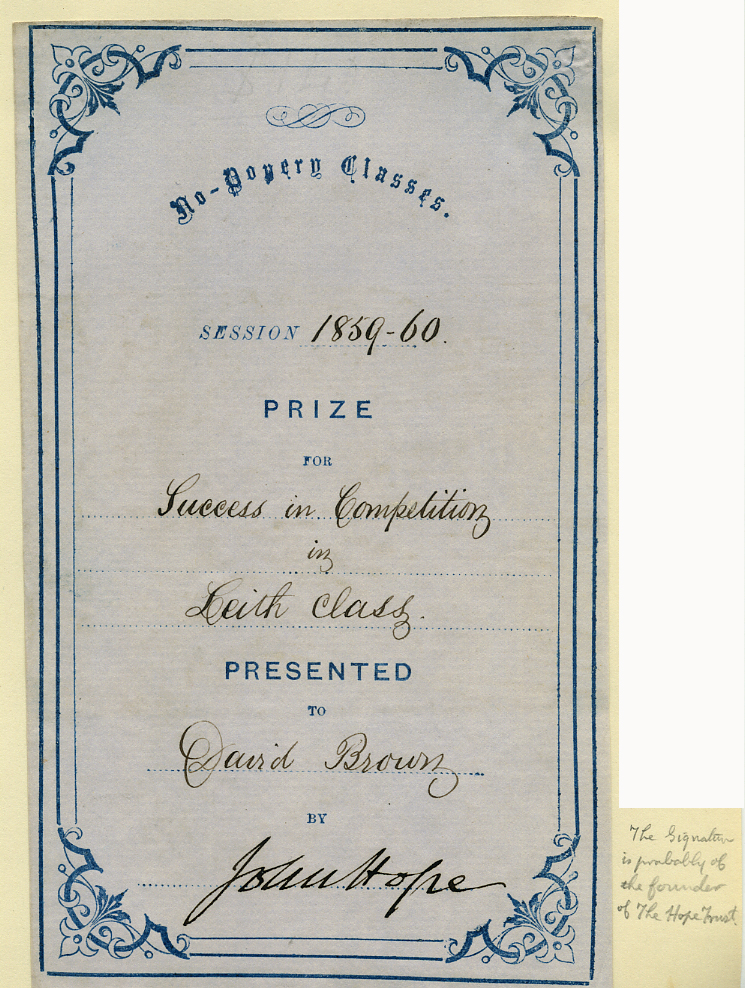 No-Popery Classes.
SESSION 1859-60.
PRIZE
FOR
Success in Competition
in
Leith Class.
PRESENTED
TO
David Brown
BY
John Hope
The Signature
is probably of
the founder
of The Hope Trust.